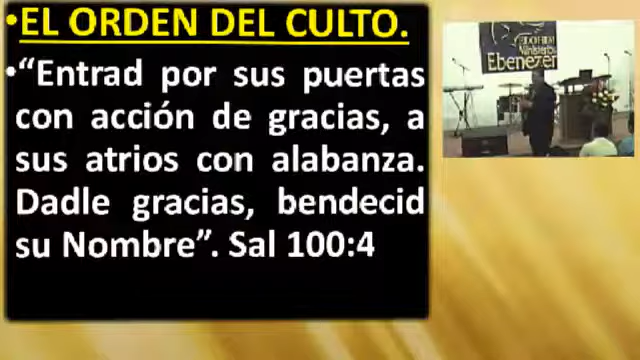 •EL ORDEN DEL CULTO.
•“Entrad por sus puertas
con acción de gracias, a
sus atrios con alabanza.
Dadle gracias, bendecid
su Nombre”. Sal 100:4
Ministerios
Ebenezer